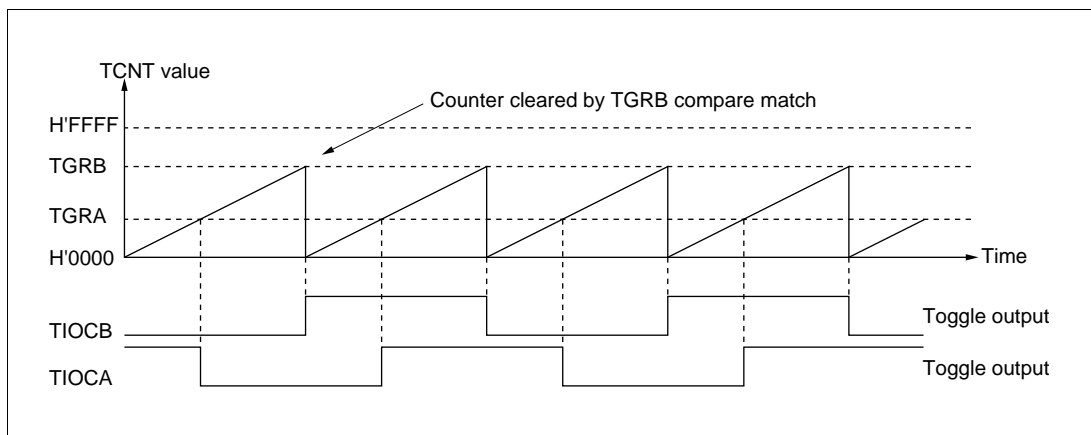 TCNT value
Counter cleared by TGRB compare match
H'FFFF
TGRB
TGRA
H'0000
Time
TIOCB
Toggle output
TIOCA
Toggle output